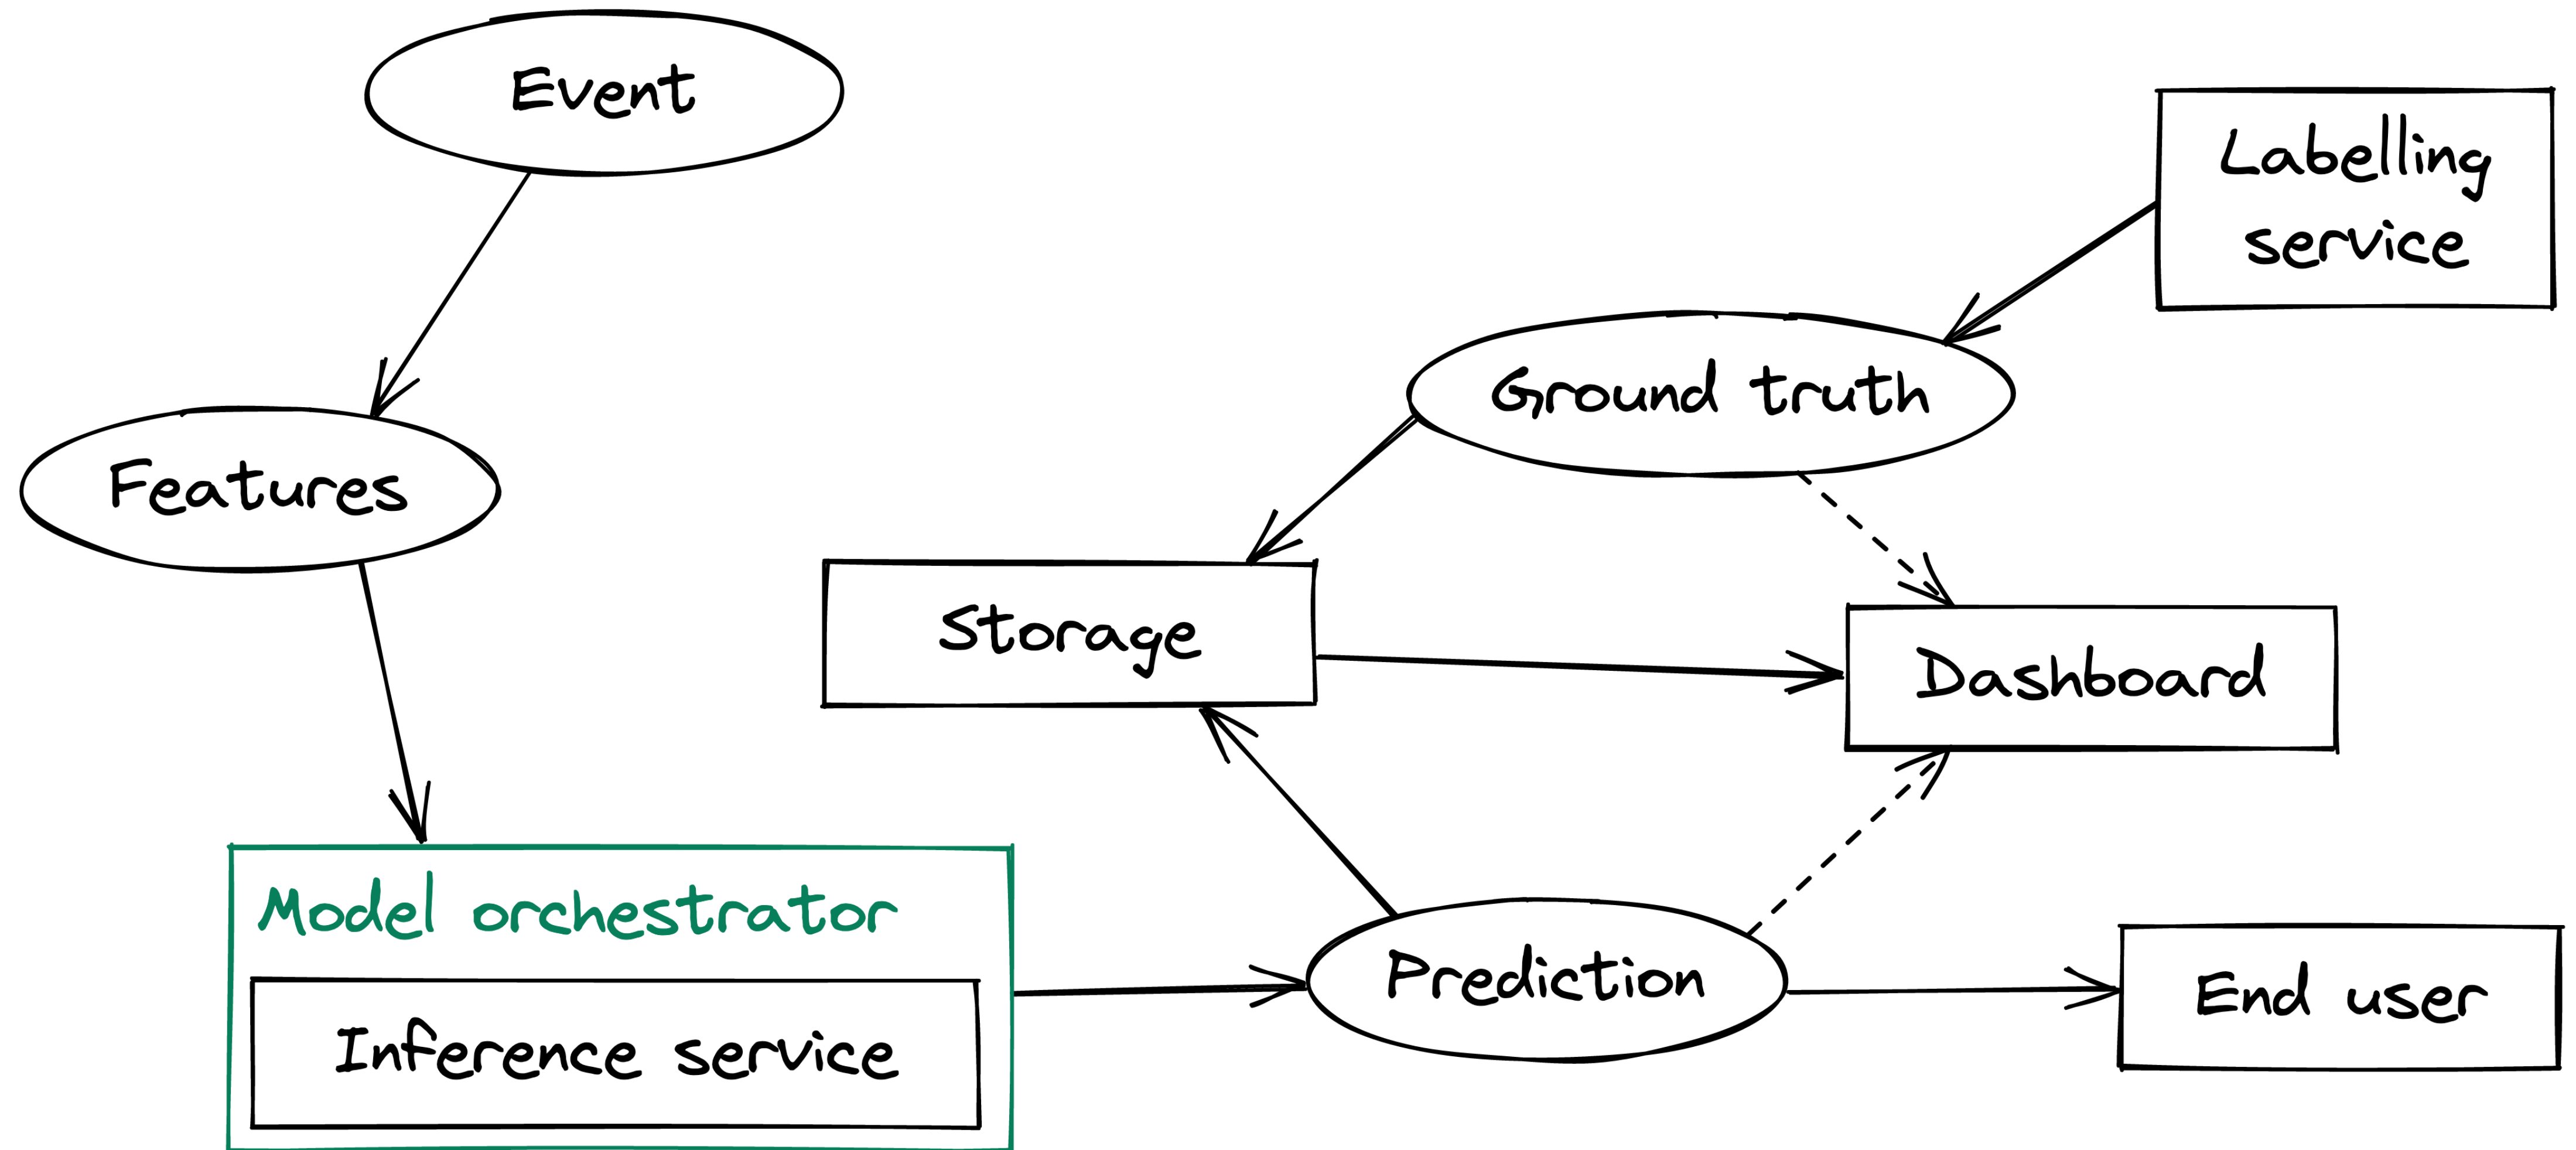 Event
Labelling
service
Ground truth
Features
Storage
Dashboard
Model orchestrator
Prediction
End user
Inference service